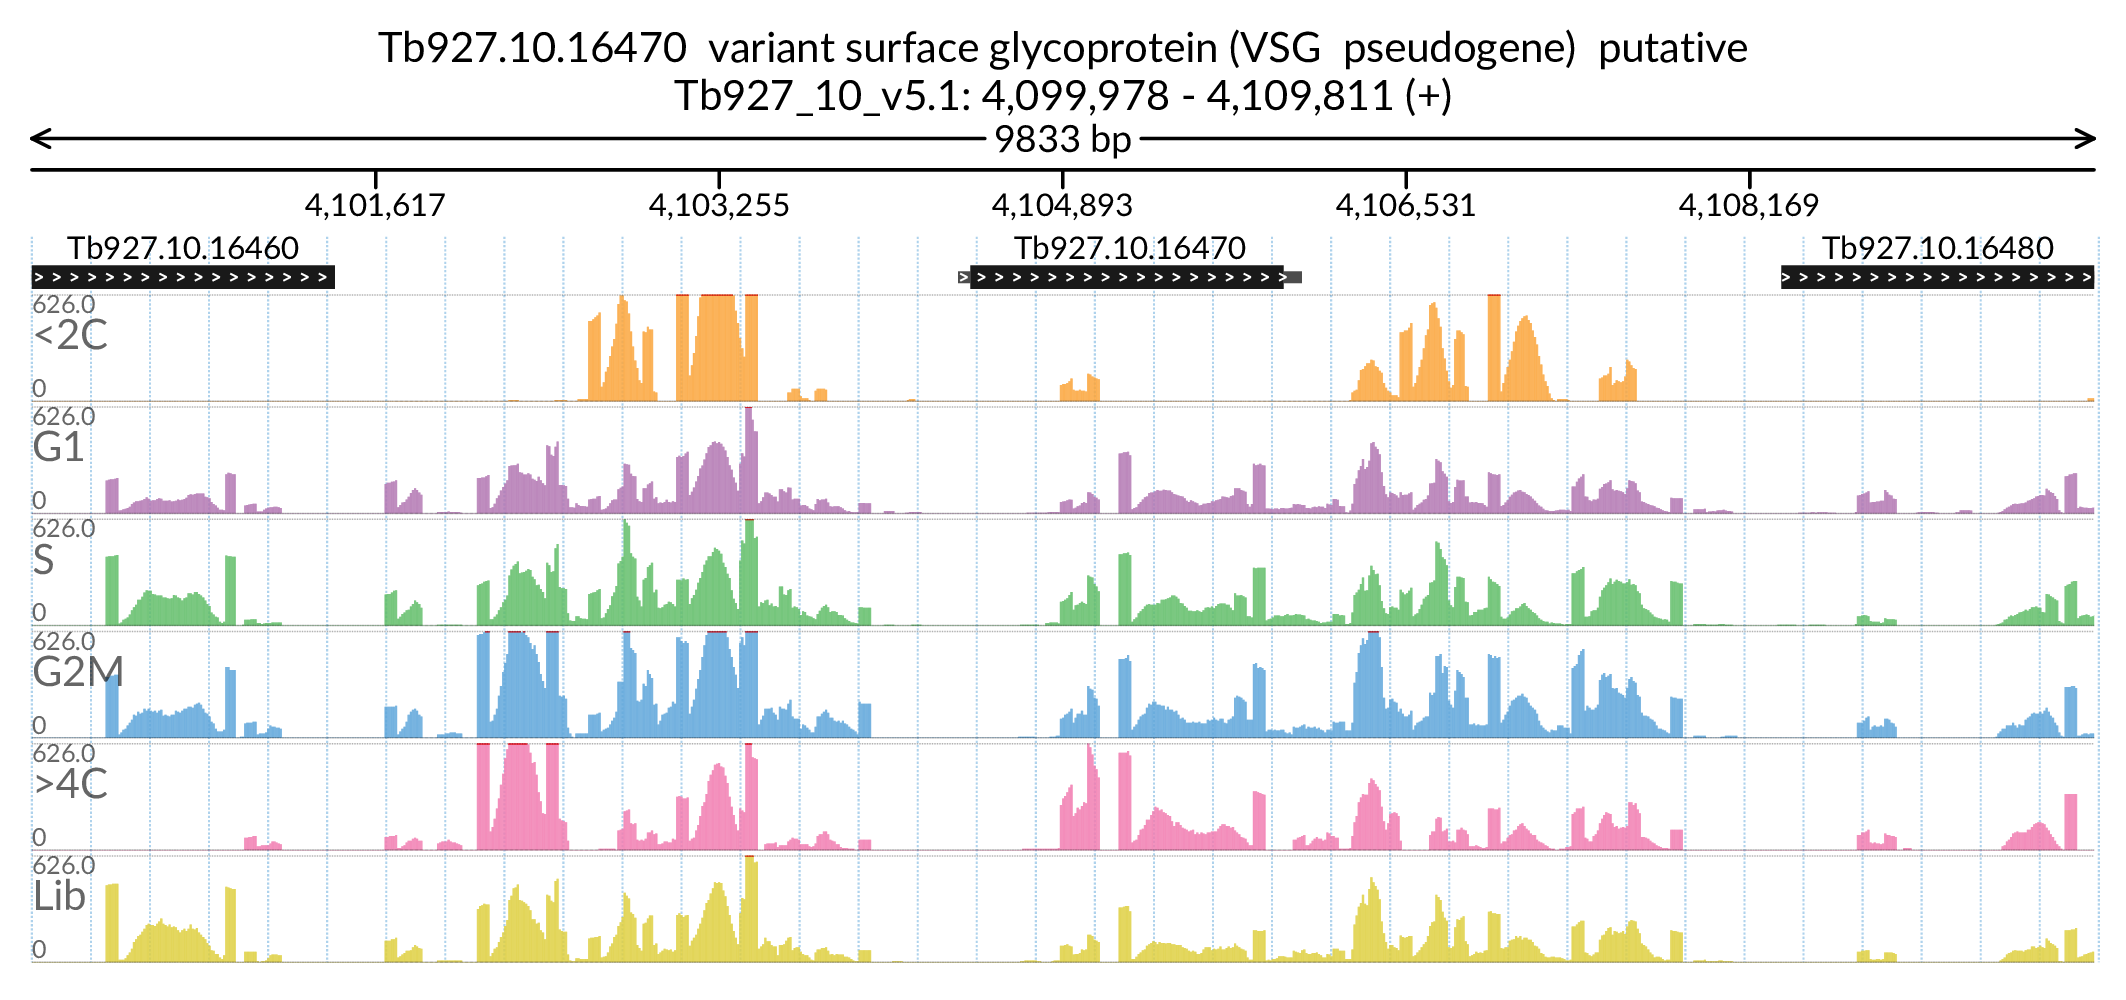 Tb927.10.16470 variant surface glycoprotein (VSG pseudogene) putative
Tb927_10_v5.1: 4,099,978 - 4,109,811 (+)
9833 bp
4,101,617 4,103,255 4,104,893 4,106,531 4,108,169
Tb927.10.16460 Tb927.10.16470 Tb927.10.16480
626.0
<2C
0
626.0
G1
0
626.0
S
0
626.0
G2M
0
626.0
>4C
0
626.0
Lib
0